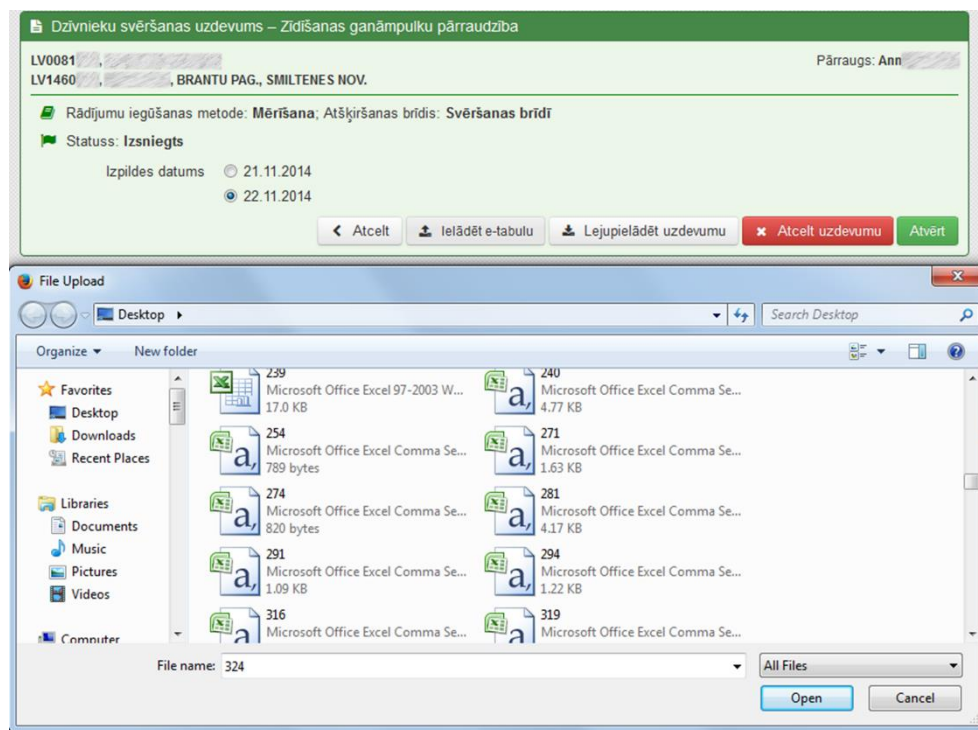 Dzīvnieku svēršanas uzdevums – Zīdīšanas ganāmpulku pārraudzība
LV0081 , Pārraugs: Ann
LV1460 , , BRANTU PAG., SMILTENES NOV.
Rādījumu iegūšanas metode: Mērīšana; Atšķiršanas brīdis: Svēršanas brīdī
Statuss: Izsniegts
Izpildes datums 21.11.2014
22.11.2014
Atcelt Ielādēt e-tabulu Lejupielādēt uzdevumu Atcelt uzdevumu Atvērt
File Upload
Desktop Search Desktop
Organize New folder
Favorites
Desktop
Downloads
Recent Places
Libraries
Documents
Music
Pictures
Videos
Computer
239 240
Microsoft Office Excel 97-2003 W... Microsoft Office Excel Comma Se...
17.0 KB 4.77 KB
254 271
Microsoft Office Excel Comma Se... Microsoft Office Excel Comma Se...
789 bytes 1.63 KB
274 281
Microsoft Office Excel Comma Se... Microsoft Office Excel Comma Se...
820 bytes 4.17 KB
291 294
Microsoft Office Excel Comma Se... Microsoft Office Excel Comma Se...
1.09 KB 1.22 KB
316 319
Microsoft Office Excel Comma Se... Microsoft Office Excel Comma Se...
File name: 324 All Files
Open Cancel